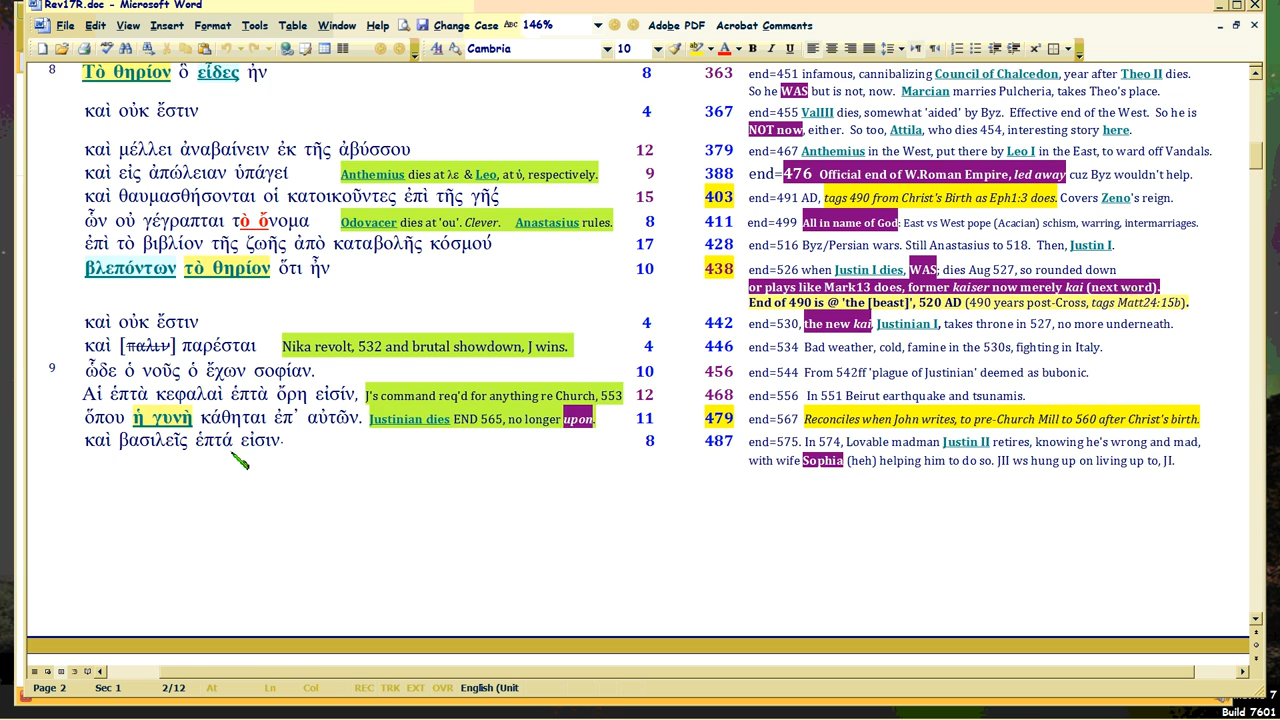 Rev17R.doc - Microsoft Word
File Edit View Insert Format Tools Table Window Help Change Case ABC 146% Adobe PDF Acrobat Comments
Cambria 10 B I U
8 Τὸ θηρίον ὃ εἶδες ἦν 8 363 end=451 infamous, cannibalizing Council of Chalcedon, year after Theo II dies.
So he WAS but is not, now. Marcian marries Pulcheria, takes Theo's place.
καὶ οὐκ ἔστιν 4 367 end=455 ValIII dies, somewhat 'aided' by Byz. Effective end of the West. So he is
NOT now, either. So too, Attila, who dies 454, interesting story here.
καὶ μέλλει ἀναβαίνειν ἐκ τῆς ἀβύσσου 12 379 end=467 Anthemius in the West, put there by Leo I in the East, to ward off Vandals.
καὶ εἰς ἀπώλειαν ὑπάγει Anthemius dies at λε & Leo, at ύ, respectively. 9 388 end=476 Official end of W.Roman Empire, led away cuz Byz wouldn't help.
καὶ θαυμασθήσονται οἱ κατοικοῦντες ἐπὶ τῆς γῆς 15 403 end=491 AD, tags 490 from Christ's Birth as Eph1:3 does. Covers Zeno's reign.
ὧν οὐ γέγραπται τὸ ὄνομα Odovacer dies at 'ou'. Clever. Anastasius rules. 8 411 end=499 All in name of God: East vs West pope (Acacian) schism, warring, intermarriages.
ἐπὶ τὸ βιβλίον τῆς ζωῆς ἀπὸ καταβολῆς κόσμου 17 428 end=516 Byz/Persian wars. Still Anastasius to 518. Then, Justin I.
βλεπόντων τὸ θηρίον ὅτι ἦν 10 438 end=526 when Justin I dies, WAS; dies Aug 527, so rounded down
or plays like Mark13 does, former kaiser now merely kai (next word).
End of 490 is @ 'the [beast]', 520 AD (490 years post-Cross, tags Matt24:15b).
καὶ οὐκ ἔστιν 4 442 end=530, the new kai, Justinian I, takes throne in 527, no more underneath.
καὶ [παλιν] παρέσται Nika revolt, 532 and brutal showdown, J wins. 4 446 end=534 Bad weather, cold, famine in the 530s, fighting in Italy.
9 ὧδε ὁ νοῦς ὁ ἔχων σοφίαν. 10 456 end=544 From 542ff 'plague of Justinian' deemed as bubonic.
Αἱ ἑπτὰ κεφαλαὶ ἑπτὰ ὄρη εἰσίν, J's command req'd for anything re Church, 553 12 468 end=556 In 551 Beirut earthquake and tsunamis.
ὅπου ἡ γυνὴ κάθηται ἐπ' αὐτῶν. Justinian dies END 565, no longer upon. 11 479 end=567 Reconciles when John writes, to pre-Church Mill to 560 after Christ's birth.
καὶ βασιλεῖς ἑπτά εἰσιν· 8 487 end=575. In 574, Lovable madman Justin II retires, knowing he's wrong and mad,
with wife Sophia (heh) helping him to do so. JII ws hung up on living up to, JI.
Page 2 Sec 1 2/12 At Ln Col REC TRK EXT OVR English (Unit
7
Build 7601